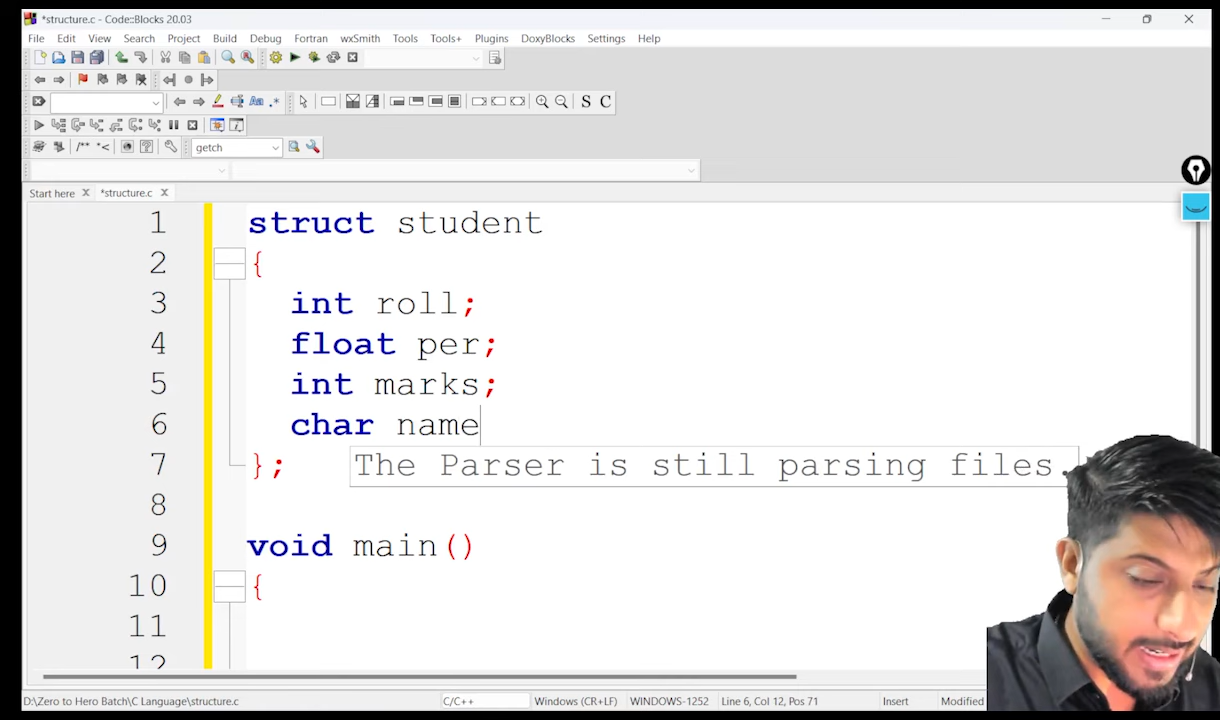 *structure.c - Code::Blocks 20.03
File Edit View Search Project Build Debug Fortran wxSmith Tools Tools+ Plugins DoxyBlocks Settings Help
S C
/** *<
getch
Start here
*structure.c
1 struct student
2 {
3 int roll;
4 float per;
5 int marks;
6 char name
7 };
The Parser is still parsing files.
8
9 void main()
10 {
11
12
D:\Zero to Hero Batch\C Language\structure.c C/C++ Windows (CR+LF) WINDOWS-1252 Line 6, Col 12, Pos 71 Insert Modified